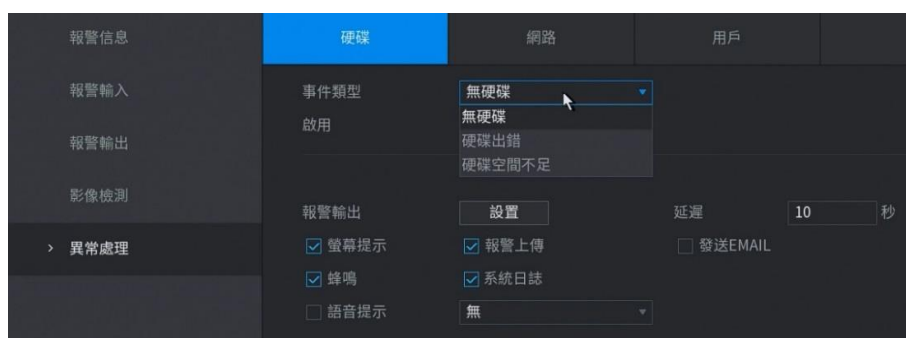 報警信息
報警輸入
報警輸出
影像檢測
> 異常處理
硬碟 網路 用戶
事件類型 無硬碟
無硬碟
硬碟出錯
硬碟空間不足
啟用
報警輸出 設置 延遲 10 秒
螢幕提示 報警上傳 發送EMAIL
蜂鳴 系統日誌
語音提示 無